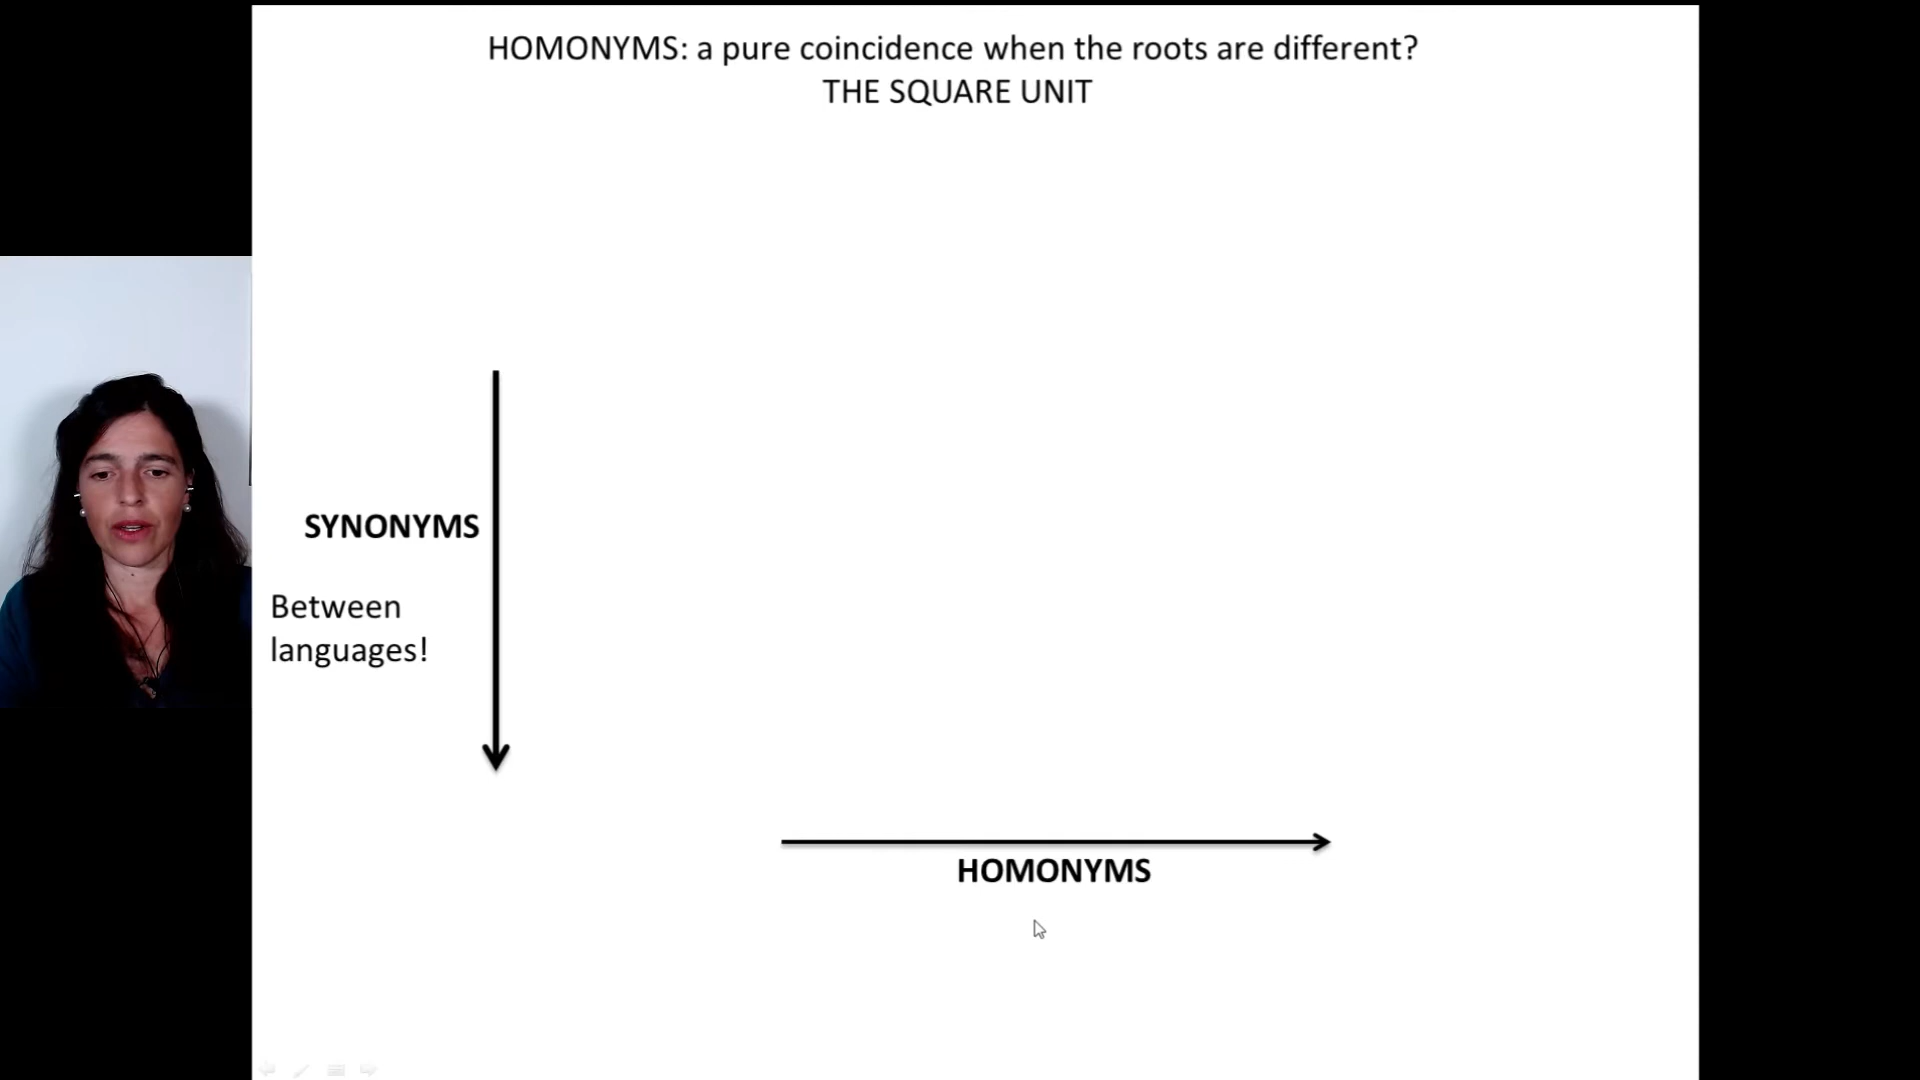 HOMONYMS: a pure coincidence when the roots are different?
THE SQUARE UNIT
SYNONYMS
Between
languages!
HOMONYMS